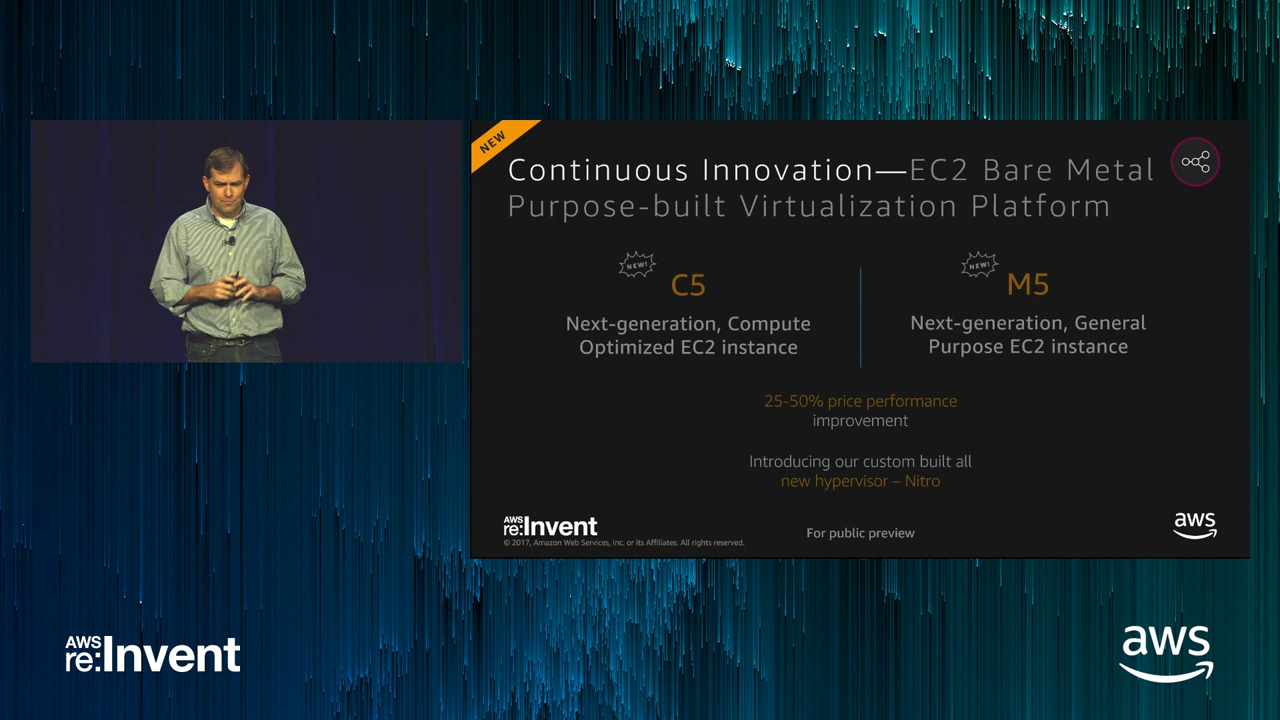 NEW
Continuous Innovation—EC2 Bare Metal
Purpose-built Virtualization Platform
NEW!
C5
Next-generation, Compute
Optimized EC2 instance
NEW!
M5
Next-generation, General
Purpose EC2 instance
25-50% price performance
improvement
Introducing our custom built all
new hypervisor – Nitro
AWS
re:Invent
© 2017, Amazon Web Services, Inc. or its Affiliates. All rights reserved.
For public preview
aws
AWS
re:Invent
aws